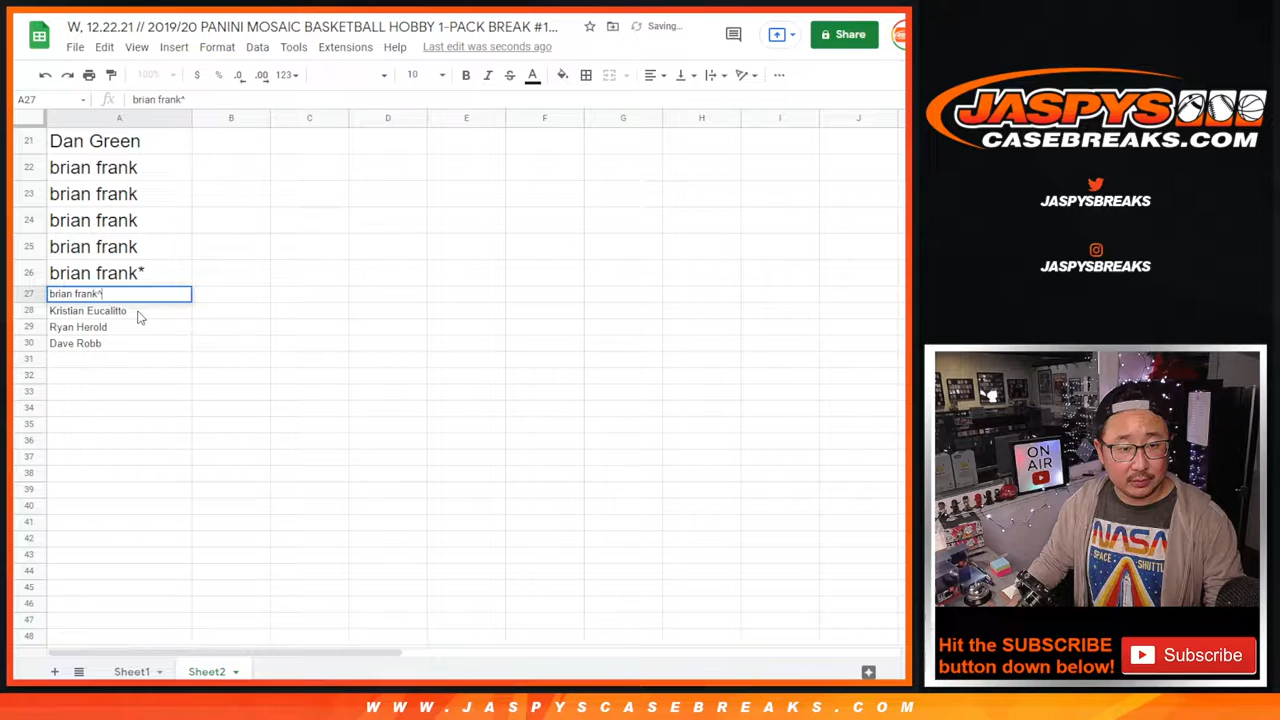 W, 12.22.21 // 2019/20 PANINI MOSAIC BASKETBALL HOBBY 1-PACK BREAK #1...
Saving...
File Edit View Insert Format Data Tools Extensions Help Last edit was seconds ago
Share
100% $ % .0 .00 123 10 B I S A
A27 fx brian frank^
A B C D E F G H I J
21 Dan Green
22 brian frank
23 brian frank
24 brian frank
25 brian frank
26 brian frank*
27 brian frank^
28 Kristian Eucalitto
29 Ryan Herold
30 Dave Robb
31
32
33
34
35
36
37
38
39
40
41
42
43
44
45
46
47
48
Sheet1 Sheet2
JASPYS
CASEBREAKS.COM
JASPYSBREAKS
JASPYSBREAKS
ON
AIR
NASA
SPACE SHUTTLE
Hit the SUBSCRIBE
button down below!
Subscribe
WWW.JASPYSCASEBREAKS.COM